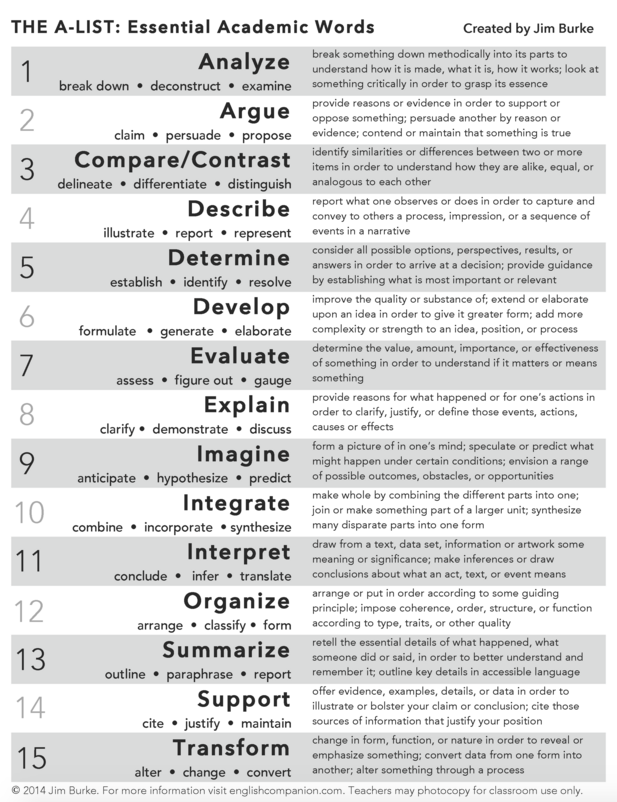 THE A-LIST: Essential Academic Words
Created by Jim Burke
1
Analyze
break down • deconstruct • examine
break something down methodically into its parts to
understand how it is made, what it is, how it works; look at
something critically in order to grasp its essence
2
Argue
claim • persuade • propose
provide reasons or evidence in order to support or
oppose something; persuade another by reason or
evidence; contend or maintain that something is true
3
Compare/Contrast
delineate • differentiate • distinguish
identify similarities or differences between two or more
items in order to understand how they are alike, equal, or
analogous to each other
4
Describe
illustrate • report • represent
report what one observes or does in order to capture and
convey to others a process, impression, or a sequence of
events in a narrative
5
Determine
establish • identify • resolve
consider all possible options, perspectives, results, or
answers in order to arrive at a decision; provide guidance
by establishing what is most important or relevant
6
Develop
formulate • generate • elaborate
improve the quality or substance of; extend or elaborate
upon an idea in order to give it greater form; add more
complexity or strength to an idea, position, or process
7
Evaluate
assess • figure out • gauge
determine the value, amount, importance, or effectiveness
of something in order to understand if it matters or means
something
8
Explain
clarify • demonstrate • discuss
provide reasons for what happened or for one's actions in
order to clarify, justify, or define those events, actions,
causes or effects
9
Imagine
anticipate • hypothesize • predict
form a picture of in one's mind; speculate or predict what
might happen under certain conditions; envision a range
of possible outcomes, obstacles, or opportunities
10
Integrate
combine • incorporate • synthesize
make whole by combining the different parts into one;
join or make something part of a larger unit; synthesize
many disparate parts into one form
11
Interpret
conclude • infer • translate
draw from a text, data set, information or artwork some
meaning or significance; make inferences or draw
conclusions about what an act, text, or event means
12
Organize
arrange • classify • form
arrange or put in order according to some guiding
principle; impose coherence, order, structure, or function
according to type, traits, or other quality
13
Summarize
outline • paraphrase • report
retell the essential details of what happened, what
someone did or said, in order to better understand and
remember it; outline key details in accessible language
14
Support
cite • justify • maintain
offer evidence, examples, details, or data in order to
illustrate or bolster your claim or conclusion; cite those
sources of information that justify your position
15
Transform
alter • change • convert
change in form, function, or nature in order to reveal or
emphasize something; convert data from one form into
another; alter something through a process
© 2014 Jim Burke. For more information visit englishcompanion.com. Teachers may photocopy for classroom use only.